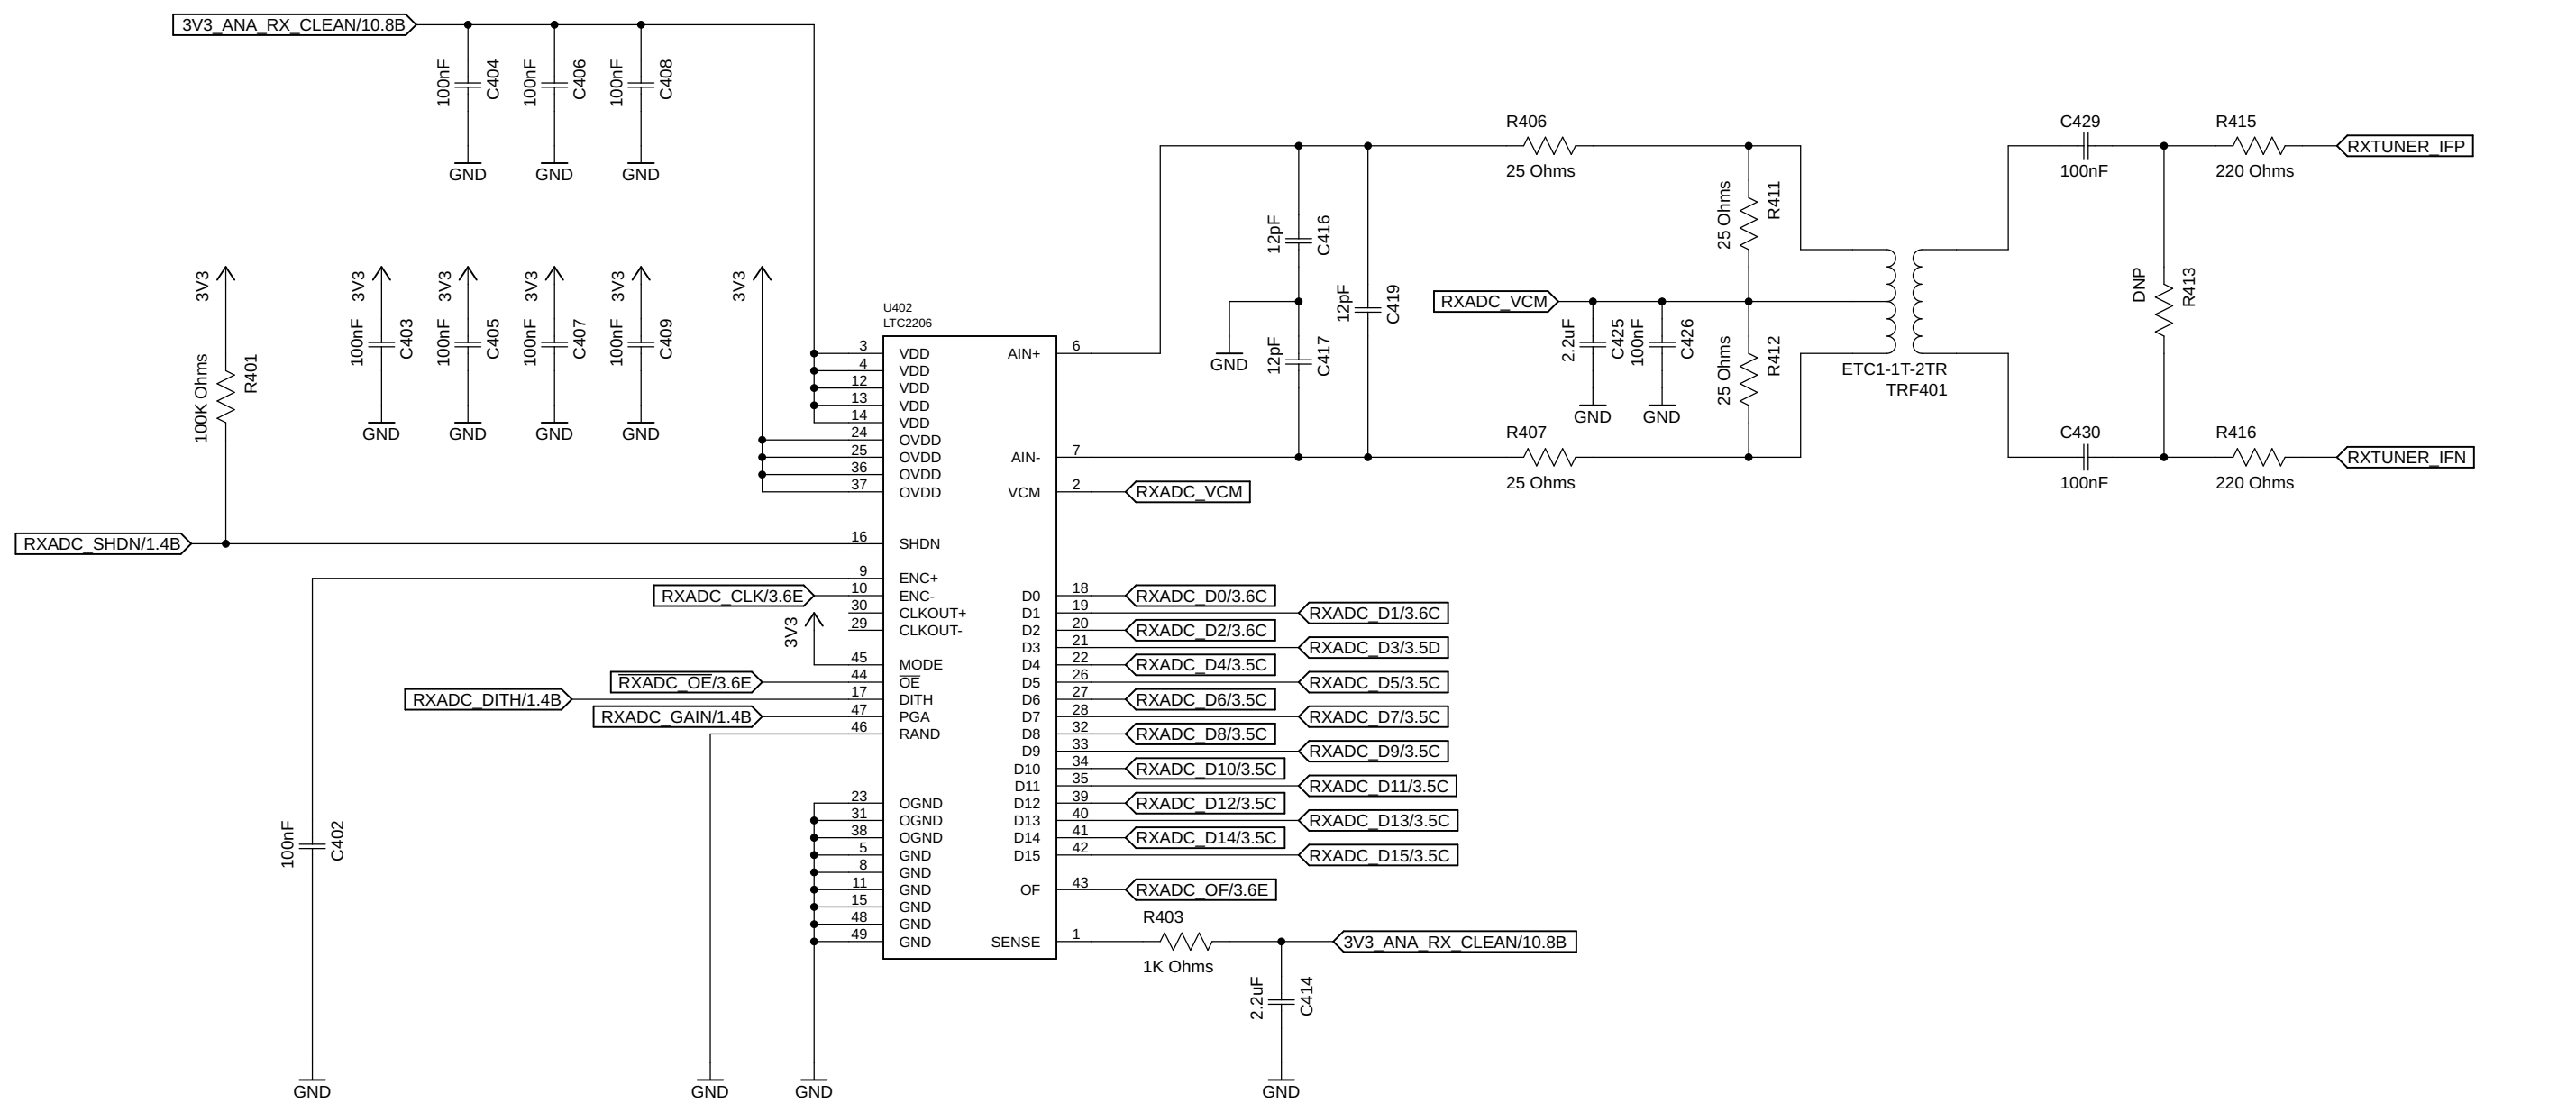 3V3_ANA_RX_CLEAN/10.8B
100nF
C404
100nF
C406
100nF
C408
GND
GND
GND
3V3
100K Ohms
R401
3V3
100nF
C403
3V3
100nF
C405
3V3
100nF
C407
3V3
100nF
C409
3V3
GND
GND
GND
GND
U402
LTC2206
3 VDD
4 VDD
12 VDD
13 VDD
14 VDD
24 OVDD
25 OVDD
36 OVDD
37 OVDD
RXADC_SHDN/1.4B
16 SHDN
9 ENC+
RXADC_CLK/3.6E
10 ENC-
30 CLKOUT+
29 CLKOUT-
3V3
45 MODE
RXADC_OE/3.6E
44 OE
RXADC_DITH/1.4B
17 DITH
RXADC_GAIN/1.4B
47 PGA
46 RAND
23 OGND
31 OGND
38 OGND
5 GND
8 GND
11 GND
15 GND
48 GND
49 GND
100nF
C402
GND
GND
GND
AIN+ 6
AIN- 7
VCM 2
RXADC_VCM
D0 18 RXADC_D0/3.6C
D1 19 RXADC_D1/3.6C
D2 20 RXADC_D2/3.6C
D3 21 RXADC_D3/3.5D
D4 22 RXADC_D4/3.5C
D5 26 RXADC_D5/3.5C
D6 27 RXADC_D6/3.5C
D7 28 RXADC_D7/3.5C
D8 32 RXADC_D8/3.5C
D9 33 RXADC_D9/3.5C
D10 34 RXADC_D10/3.5C
D11 35 RXADC_D11/3.5C
D12 39 RXADC_D12/3.5C
D13 40 RXADC_D13/3.5C
D14 41 RXADC_D14/3.5C
D15 42 RXADC_D15/3.5C
OF 43 RXADC_OF/3.6E
SENSE 1
R403
1K Ohms
3V3_ANA_RX_CLEAN/10.8B
2.2uF
C414
GND
12pF
C416
GND
12pF
C417
12pF
C419
R406
25 Ohms
R407
25 Ohms
RXADC_VCM
2.2uF
C425
GND
100nF
C426
GND
25 Ohms
R411
25 Ohms
R412
ETC1-1T-2TR
TRF401
C429
100nF
C430
100nF
DNP
R413
R415
220 Ohms
RXTUNER_IFP
R416
220 Ohms
RXTUNER_IFN